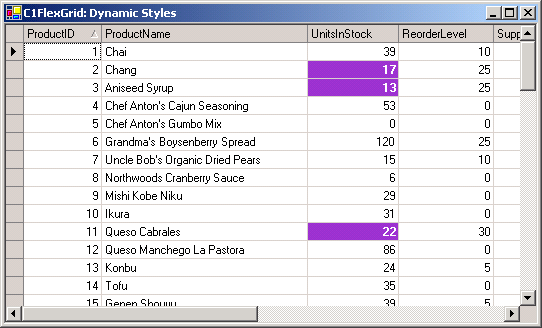 C1FlexGrid: Dynamic Styles
ProductID ProductName UnitsInStock ReorderLevel Supp
1 Chai 39 10
2 Chang 17 25
3 Aniseed Syrup 13 25
4 Chef Anton's Cajun Seasoning 53 0
5 Chef Anton's Gumbo Mix 0 0
6 Grandma's Boysenberry Spread 120 25
7 Uncle Bob's Organic Dried Pears 15 10
8 Northwoods Cranberry Sauce 6 0
9 Mishi Kobe Niku 29 0
10 Ikura 31 0
11 Queso Cabrales 22 30
12 Queso Manchego La Pastora 86 0
13 Konbu 24 5
14 Tofu 35 0
15 Genen Shouyu 39 5